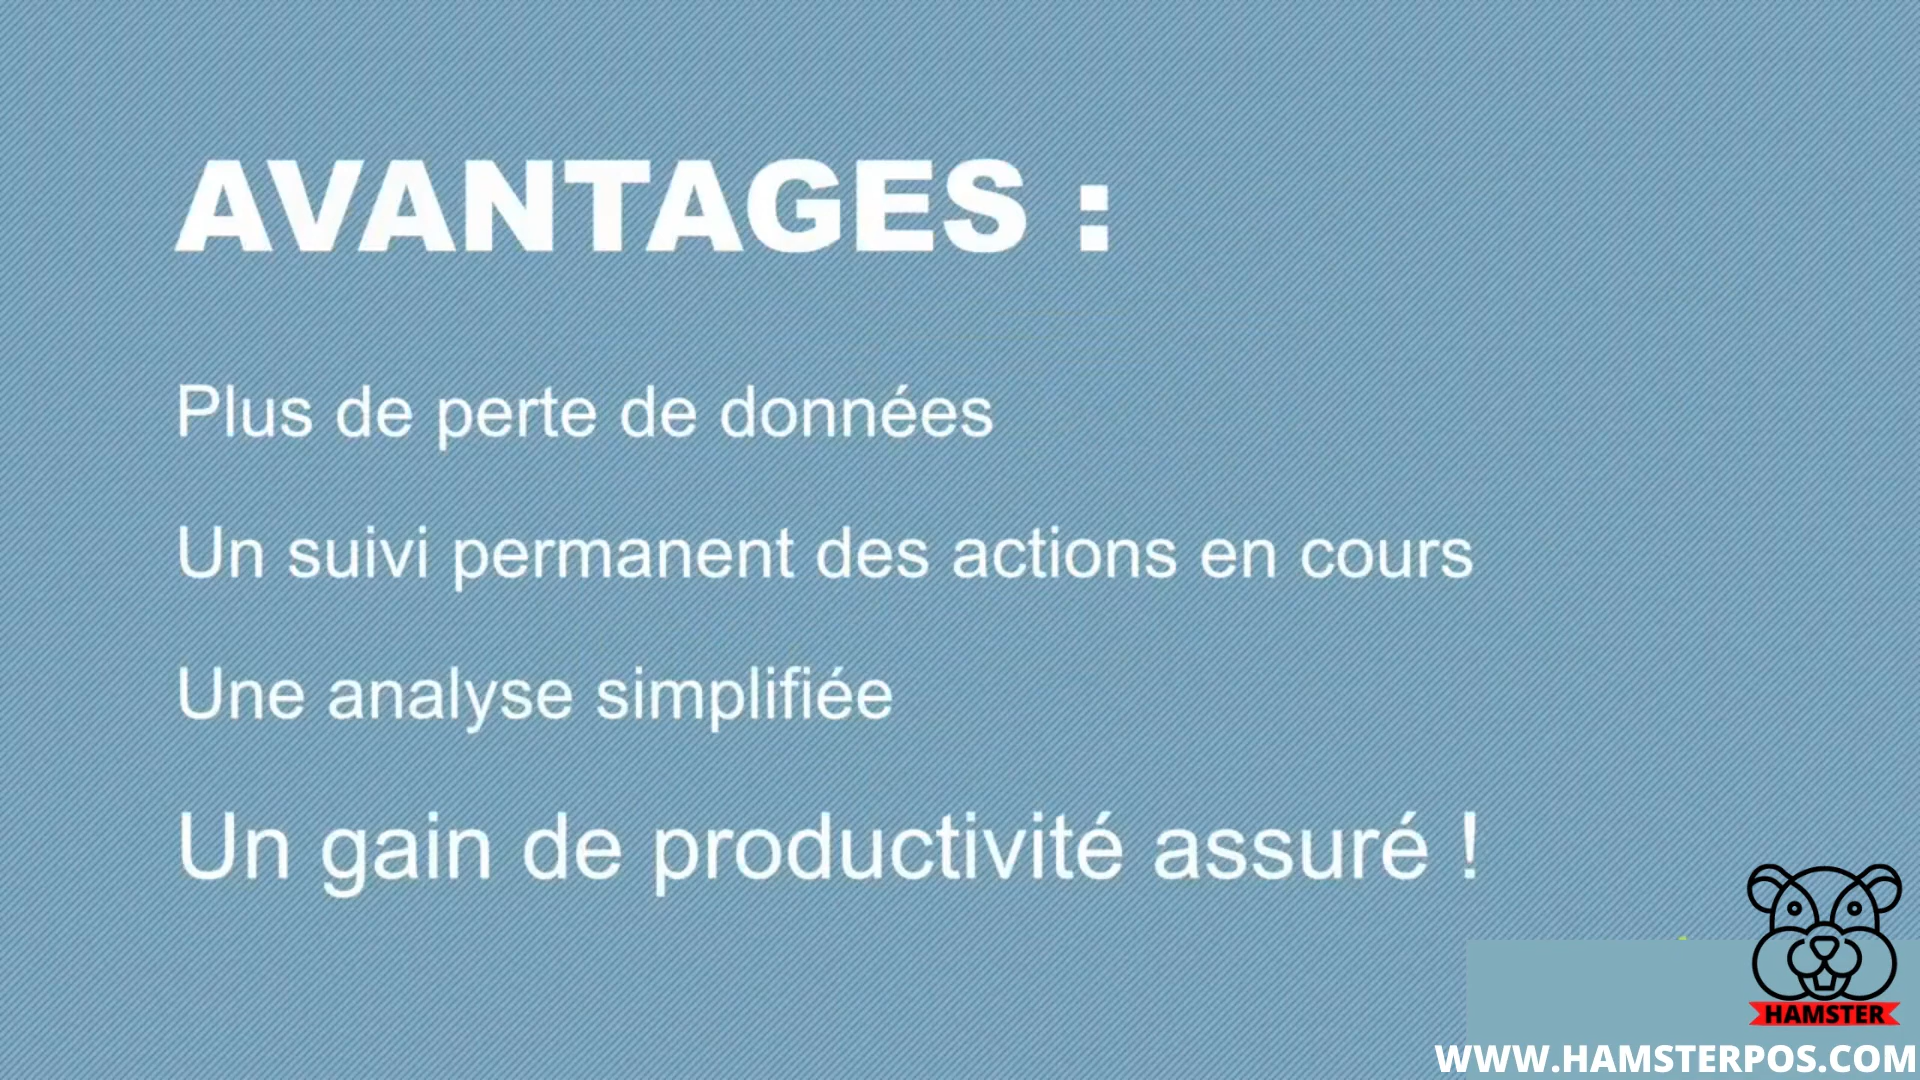 AVANTAGES :
Plus de perte de données
Un suivi permanent des actions en cours
Une analyse simplifiée
Un gain de productivité assuré !
HAMSTER
WWW.HAMSTERPOS.COM